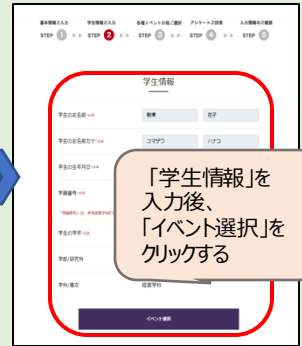 基本情報ご入力 学生情報ご入力 各種イベント日程ご選択 アンケートご回答 入力情報のご確認
STEP 1 ▶▶ STEP 2 ▶▶ STEP 3 ▶▶ STEP 4 ▶▶ STEP 5
学生情報
学生のお名前 駒澤 花子
学生のお名前カナ コマザワ ハナコ
学生の生年月日
学籍番号
学生の学年
学部/研究科
学科/専攻 経営学科
「学生情報」を
入力後、
「イベント選択」を
クリックする
イベント選択